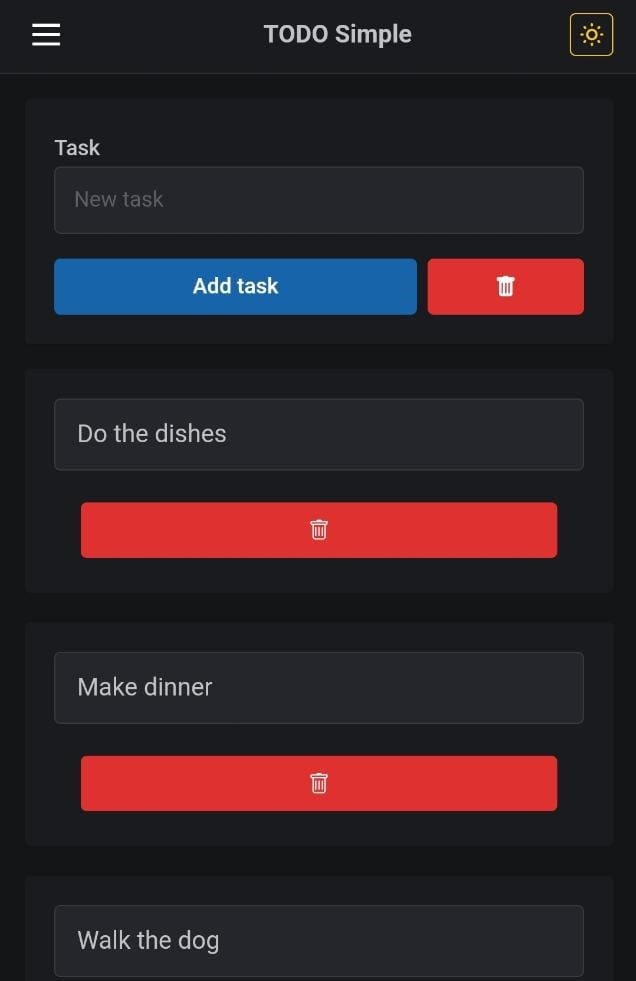 TODO Simple
Task
New task
Add task
Do the dishes
Make dinner
Walk the dog